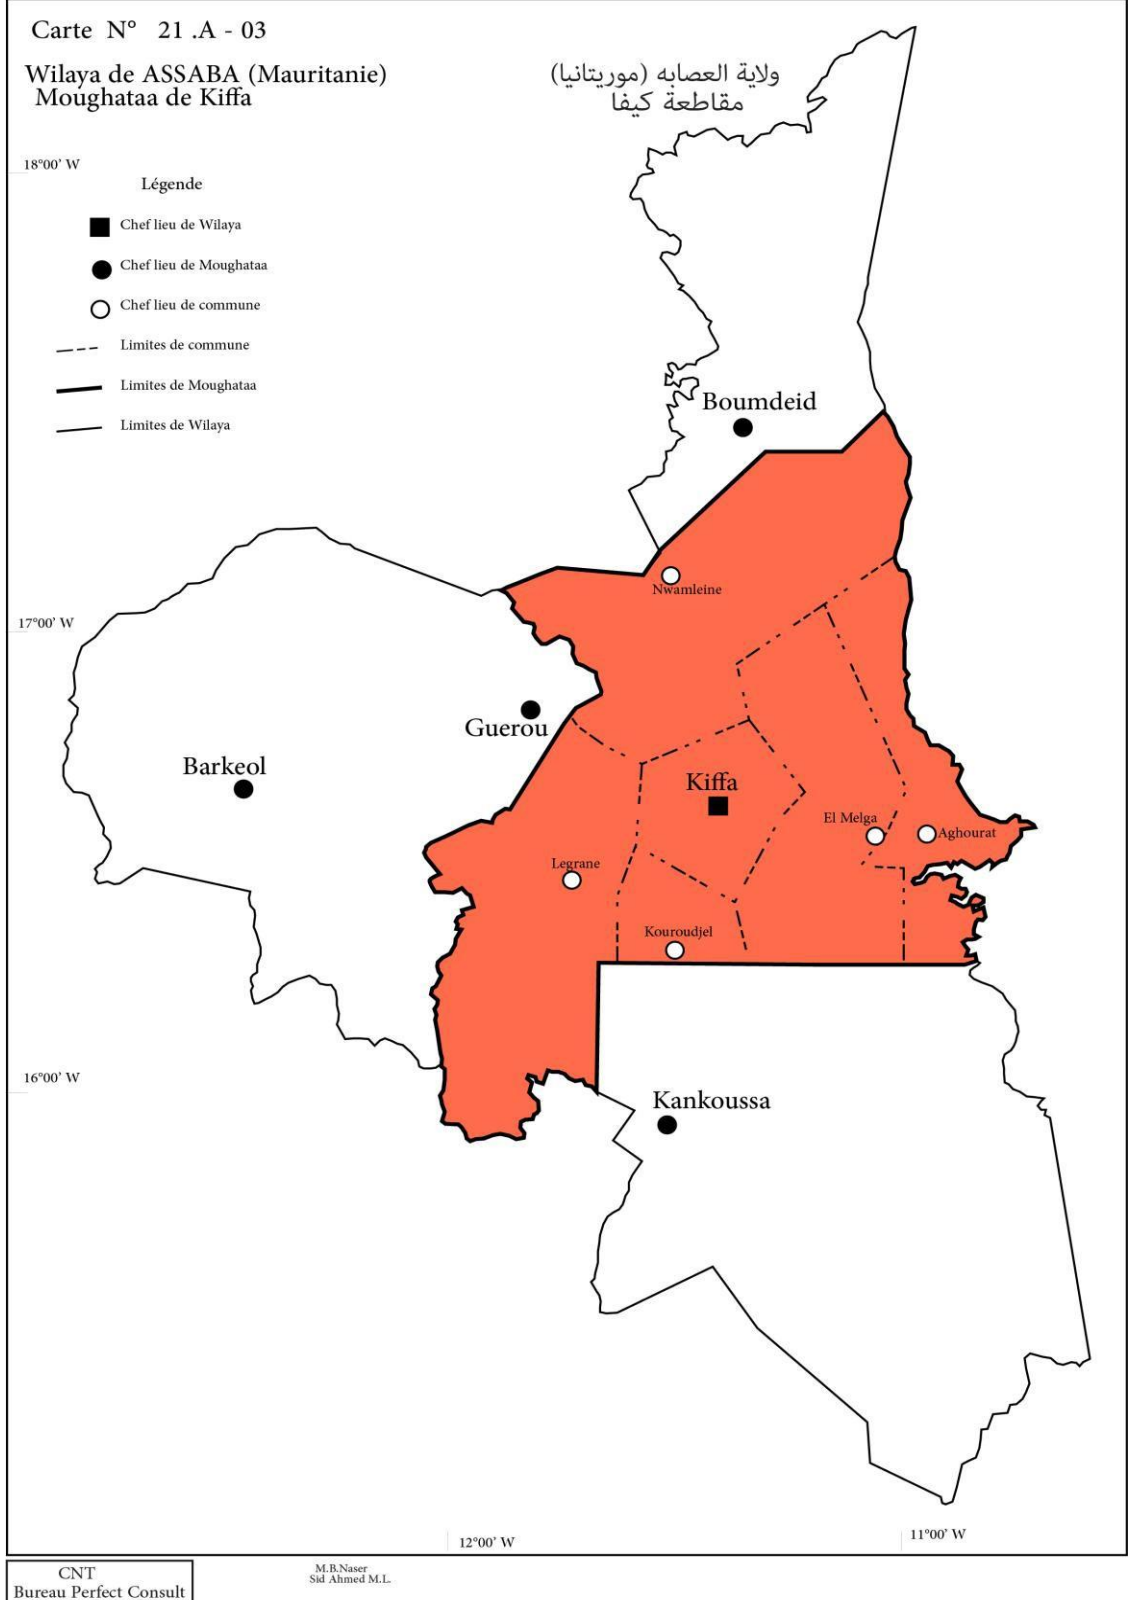 Carte N° 21 .A - 03
Wilaya de ASSABA (Mauritanie)
Moughataa de Kiffa
ولاية العصابه (موريتانيا)
مقاطعة كيفا
18°00' W
Légende
Chef lieu de Wilaya
Chef lieu de Moughataa
Chef lieu de commune
Limites de commune
Limites de Moughataa
Limites de Wilaya
Boumdeid
Nwamleine
17°00' W
Guerou
Barkeol
Kiffa
El Melga
Aghourat
Legrane
Kouroudjel
16°00' W
Kankoussa
12°00' W
11°00' W
CNT
Bureau Perfect Consult
M.B.Naser
Sid Ahmed M.L.